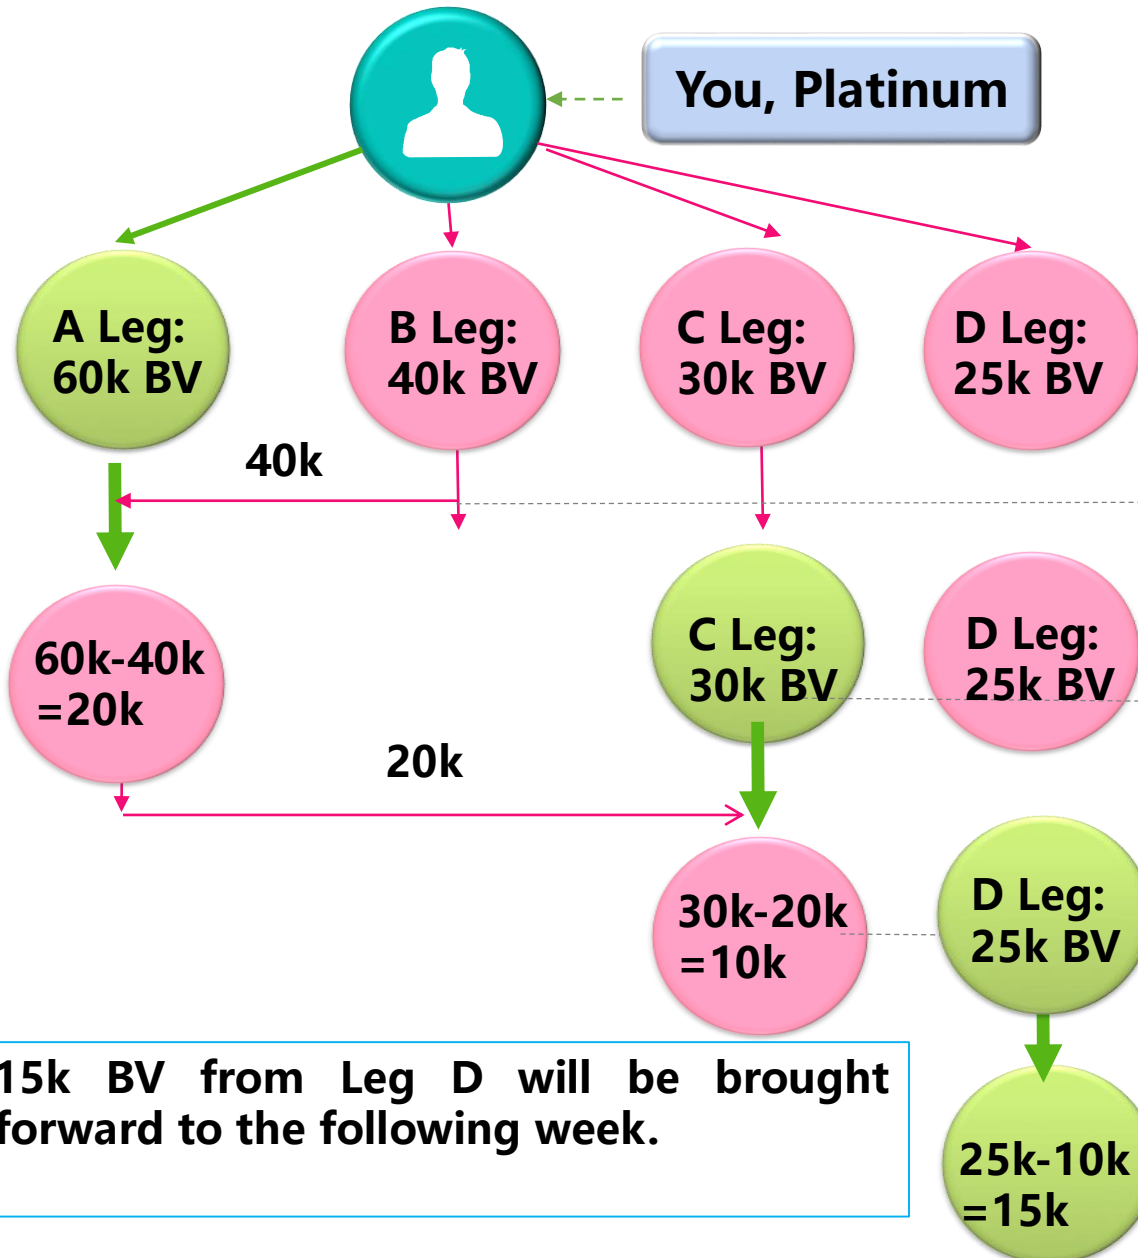 You, Platinum
A Leg:
60k BV
B Leg:
40k BV
C Leg:
30k BV
D Leg:
25k BV
40k
60k-40k
=20k
C Leg:
30k BV
D Leg:
25k BV
20k
30k-20k
=10k
D Leg:
25k BV
15k BV from Leg D will be brought
forward to the following week.
25k-10k
=15k